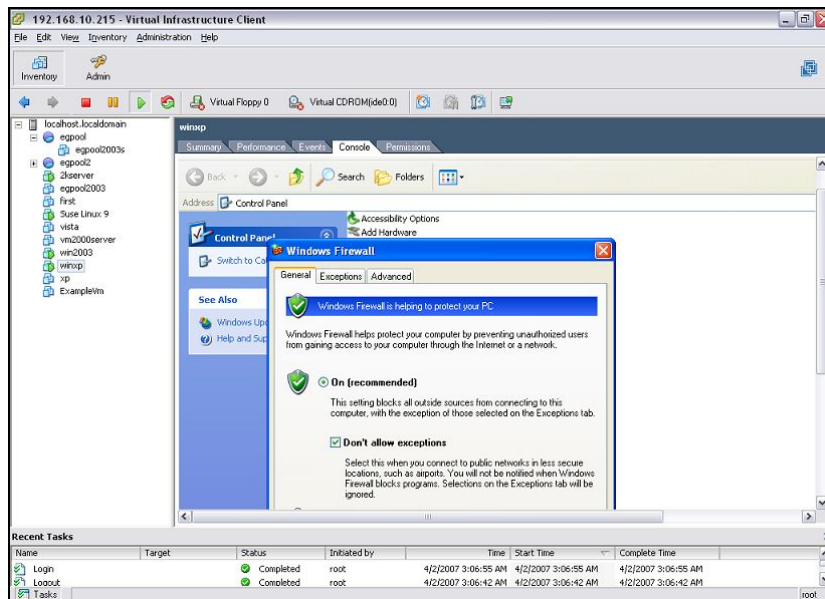 192.168.10.215 - Virtual Infrastructure Client
File Edit View Inventory Administration Help
Inventory
Admin
Virtual Floppy 0
Virtual CDROM(ide0:0)
localhost.localdomain
egpool
egpool2003s
egpool2
2kserver
egpool2003
first
Suse Linux 9
vista
vm2000server
win2003
winxp
xp
ExampleVm
winxp
Summary Performance Events Console Permissions
Back Search Folders
Address Control Panel
Accessibility Options
Add Hardware
Control Panel
Switch to Ca
See Also
Windows Upd
Help and Sup
Windows Firewall
General Exceptions Advanced
Windows Firewall is helping to protect your PC
Windows Firewall helps protect your computer by preventing unauthorized users
from gaining access to your computer through the Internet or a network.
On (recommended)
This setting blocks all outside sources from connecting to this
computer, with the exception of those selected on the Exceptions tab.
Don't allow exceptions
Select this when you connect to public networks in less secure
locations, such as airports. You will not be notified when Windows
Firewall blocks programs. Selections on the Exceptions tab will be
ignored.
Recent Tasks
Name Target Status Initiated by Time Start Time Complete Time
Login Completed root 4/2/2007 3:06:55 AM 4/2/2007 3:06:55 AM 4/2/2007 3:06:55 AM
Logout Completed root 4/2/2007 3:06:42 AM 4/2/2007 3:06:42 AM 4/2/2007 3:06:42 AM
Tasks
root